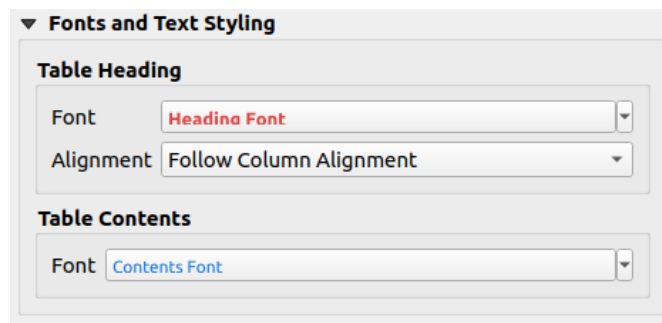 Fonts and Text Styling
Table Heading
Font Heading Font
Alignment Follow Column Alignment
Table Contents
Font Contents Font